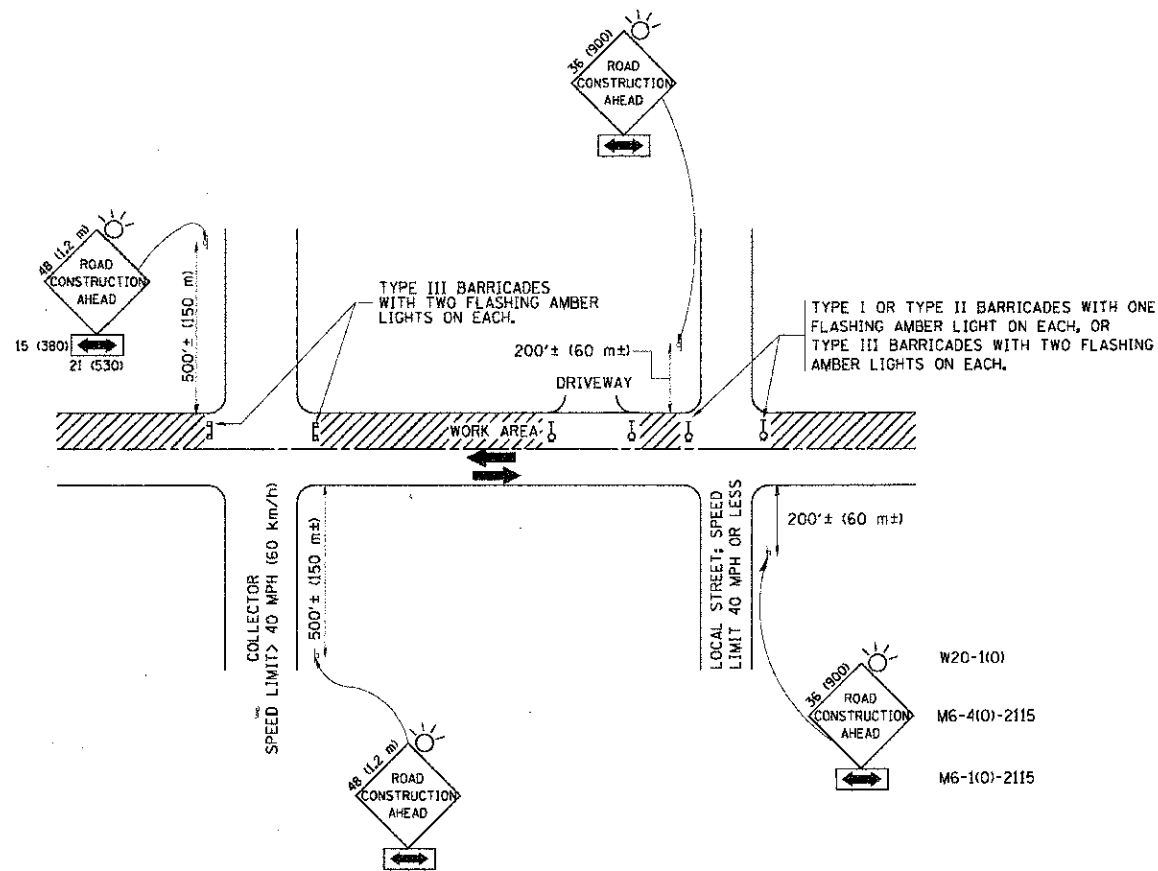 36 (900)
ROAD
CONSTRUCTION
AHEAD
48 (1.2 m)
ROAD
CONSTRUCTION
AHEAD
15 (380)
21 (530)
500'± (150 m)
TYPE III BARRICADES
WITH TWO FLASHING AMBER
LIGHTS ON EACH.
200'± (60 m±)
DRIVEWAY
TYPE I OR TYPE II BARRICADES WITH ONE
FLASHING AMBER LIGHT ON EACH, OR
TYPE III BARRICADES WITH TWO FLASHING
AMBER LIGHTS ON EACH.
WORK AREA
COLLECTOR
SPEED LIMIT> 40 MPH (60 km/h)
500'± (150 m±)
LOCAL STREET; SPEED
LIMIT 40 MPH OR LESS
200'± (60 m±)
48 (1.2 m)
ROAD
CONSTRUCTION
AHEAD
36 (900)
ROAD
CONSTRUCTION
AHEAD
W20-1(O)
M6-4(O)-2115
M6-1(O)-2115